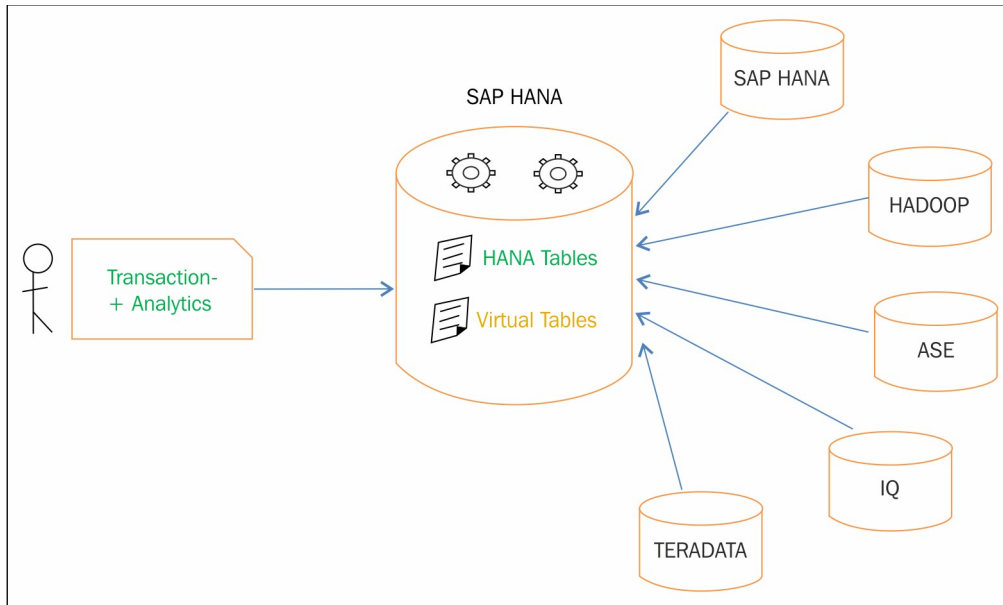 SAP HANA
SAP HANA
HADOOP
HANA Tables
Transaction-
+ Analytics
Virtual Tables
ASE
IQ
TERADATA